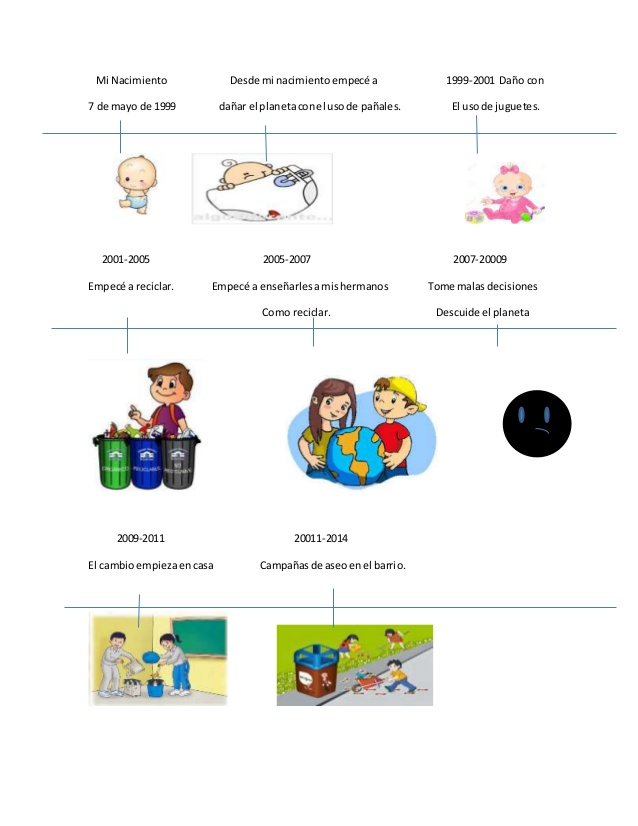 Mi Nacimiento
7 de mayo de 1999
Desde mi nacimiento empecé a
dañar el planeta con el uso de pañales.
1999-2001 Daño con
El uso de juguetes.
2001-2005
Empecé a reciclar.
2005-2007
Empecé a enseñarles a mis hermanos
Como reciclar.
2007-20009
Tome malas decisiones
Descuide el planeta
2009-2011
El cambio empieza en casa
20011-2014
Campañas de aseo en el barrio.